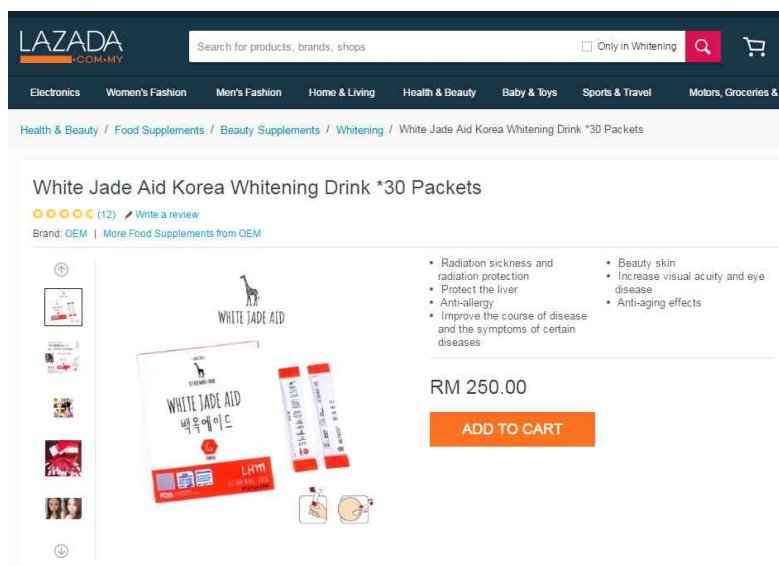 LAZADA
.COM.MY
Search for products, brands, shops
Only in Whitening
Electronics Women's Fashion Men's Fashion Home & Living Health & Beauty Baby & Toys Sports & Travel Motors, Groceries &
Health & Beauty / Food Supplements / Beauty Supplements / Whitening / White Jade Aid Korea Whitening Drink *30 Packets
White Jade Aid Korea Whitening Drink *30 Packets
(12) Write a review
Brand: OEM | More Food Supplements from OEM
WHITE JADE AID
WHITE JADE AID
백옥에이드
LHM
• Radiation sickness and
radiation protection
• Protect the liver
• Anti-allergy
• Improve the course of disease
and the symptoms of certain
diseases
• Beauty skin
• Increase visual acuity and eye
disease
• Anti-aging effects
RM 250.00
ADD TO CART